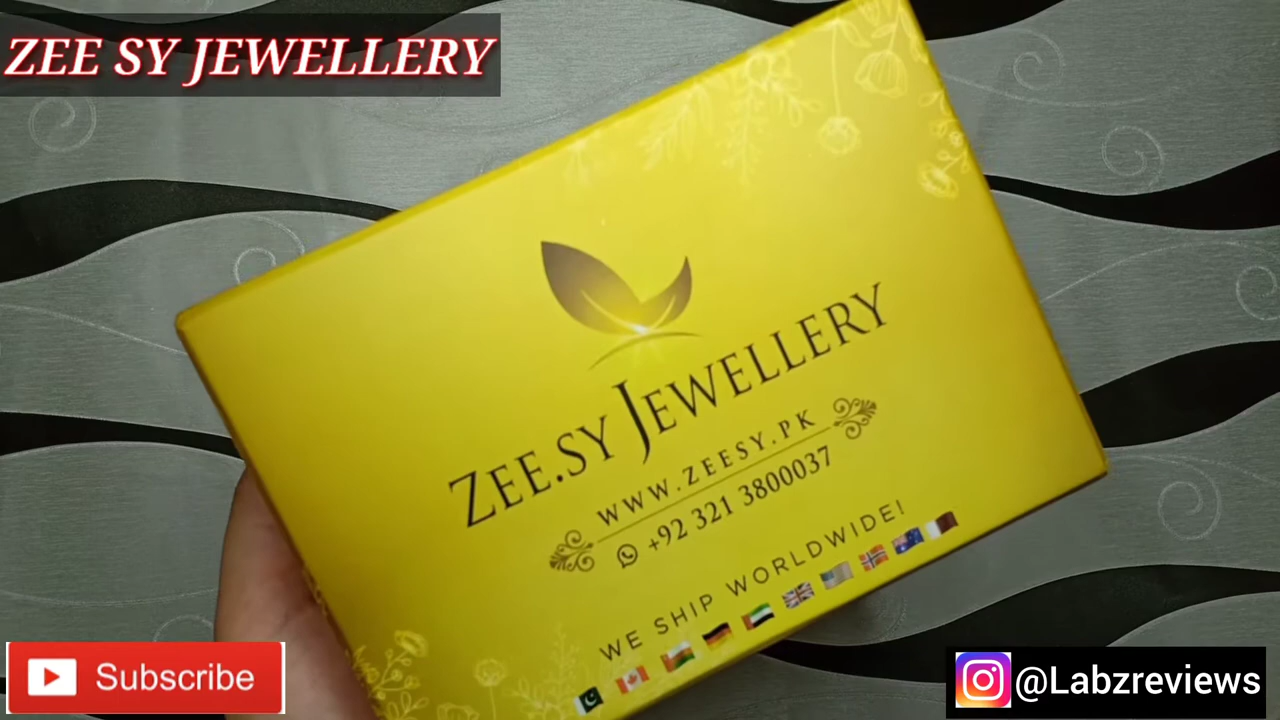 ZEE SY JEWELLERY
ZEE.SY JEWELLERY
WWW.ZEESY.PK
+92 321 3800037
WE SHIP WORLDWIDE!
Subscribe
@Labzreviews